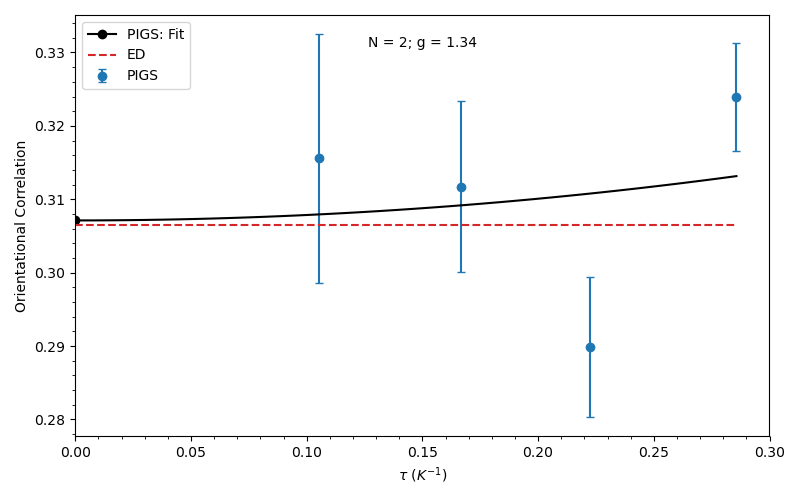 PIGS: Fit
ED
PIGS
N = 2; g = 1.34
Orientational Correlation
0.33
0.32
0.31
0.30
0.29
0.28
0.00 0.05 0.10 0.15 0.20 0.25 0.30
τ (K⁻¹)